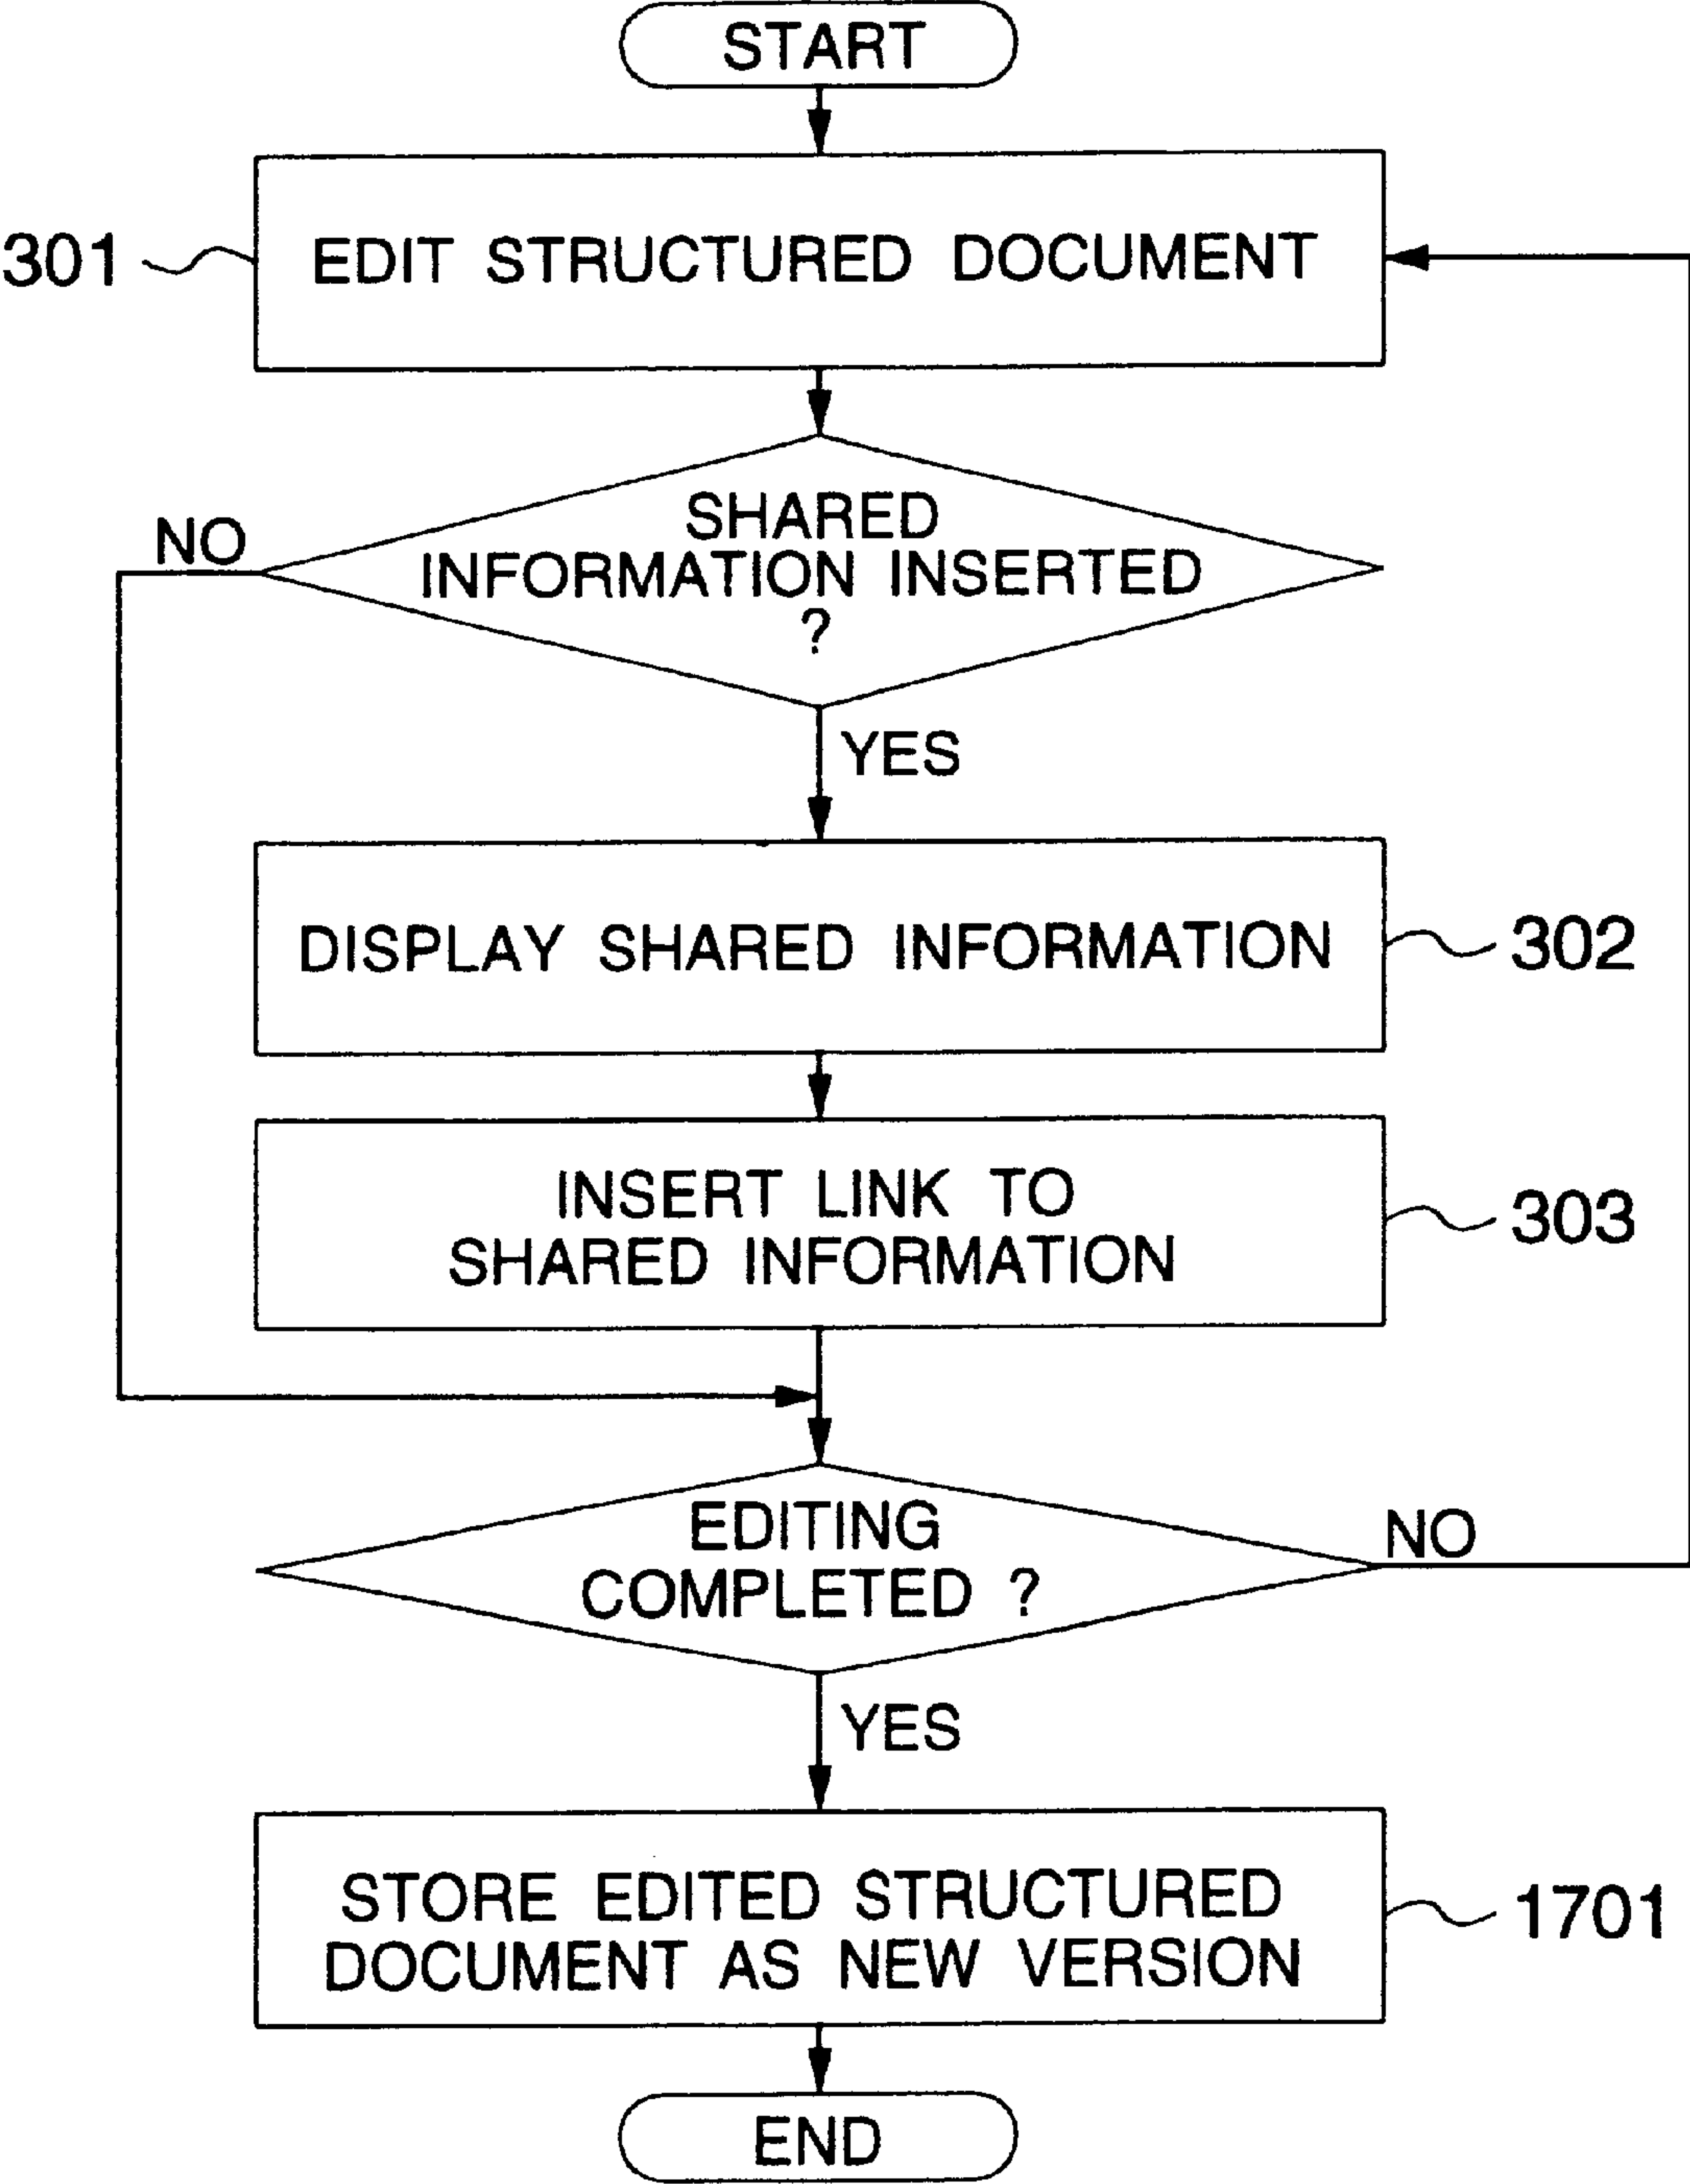 START
301
EDIT STRUCTURED DOCUMENT
SHARED
NO
INFORMATION INSERTED
?
YES
DISPLAY SHARED INFORMATION
302
INSERT LINK TO
SHARED INFORMATION
303
EDITING
COMPLETED ?
NO
YES
STORE EDITED STRUCTURED
DOCUMENT AS NEW VERSION
1701
END